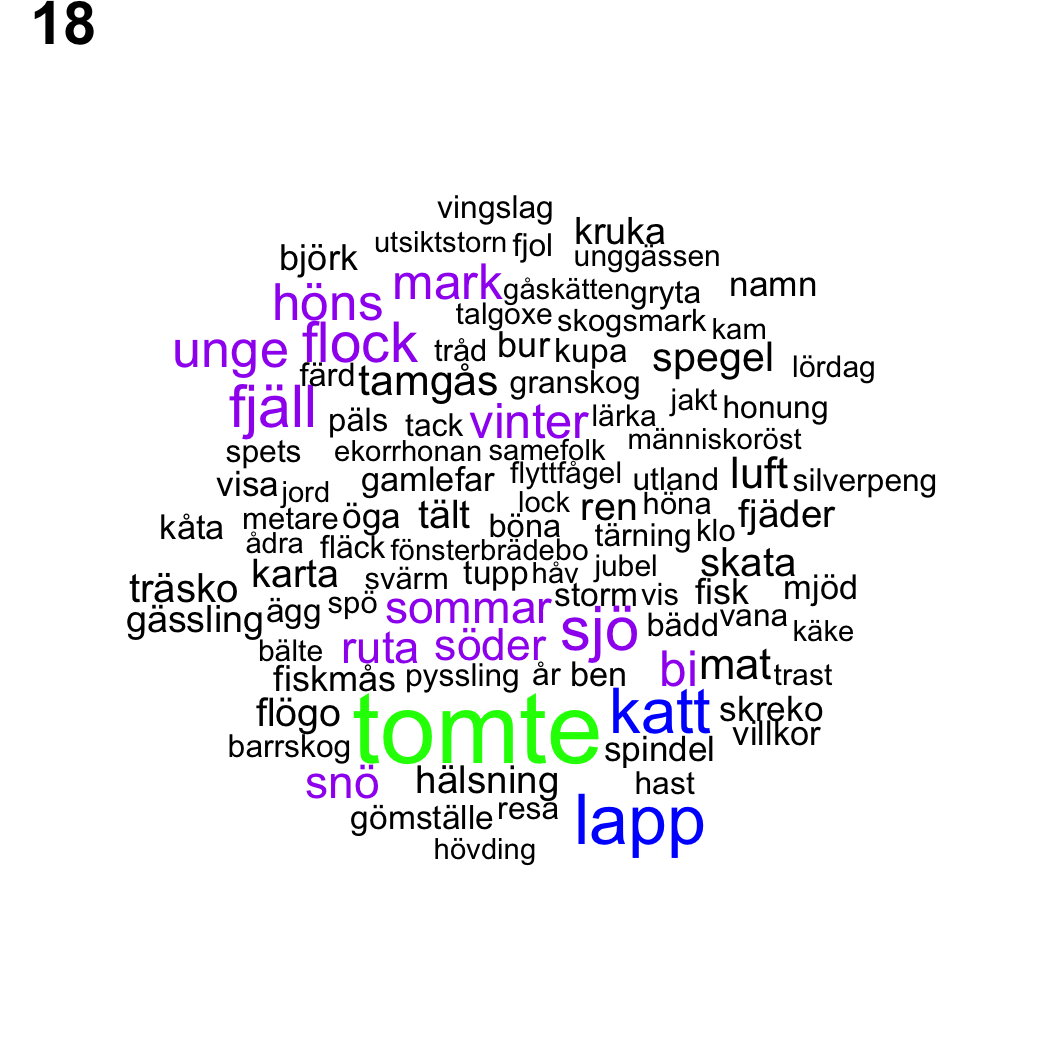 18
vingslag
kruka
utsiktstorn fjol
björk unggässen
mark gåskätten gryta namn
höns
talgoxe skogsmark kam
unge flock tråd bur kupa spegel lördag
färd tamgås granskog
fjäll päls tack vinter lärka jakt honung
spets ekorrhonan samefolk människoröst
visa jord gamlefar flyttfågel utland luft silverpeng
kåta metare öga tält lock ren höna fjäder
böna tärning klo
ådra fläck fönsterbrädebo
träsko karta svärm tupp håv jubel skata
gässling ägg spö sommar storm vis fisk mjöd
ruta söder sjö bädd vana käke
bälte
fiskmås pyssling år ben bi mat trast
flögo tomte katt skreko
barrskog spindel villkor
snö hälsning hast
gömställe resa lapp
hövding